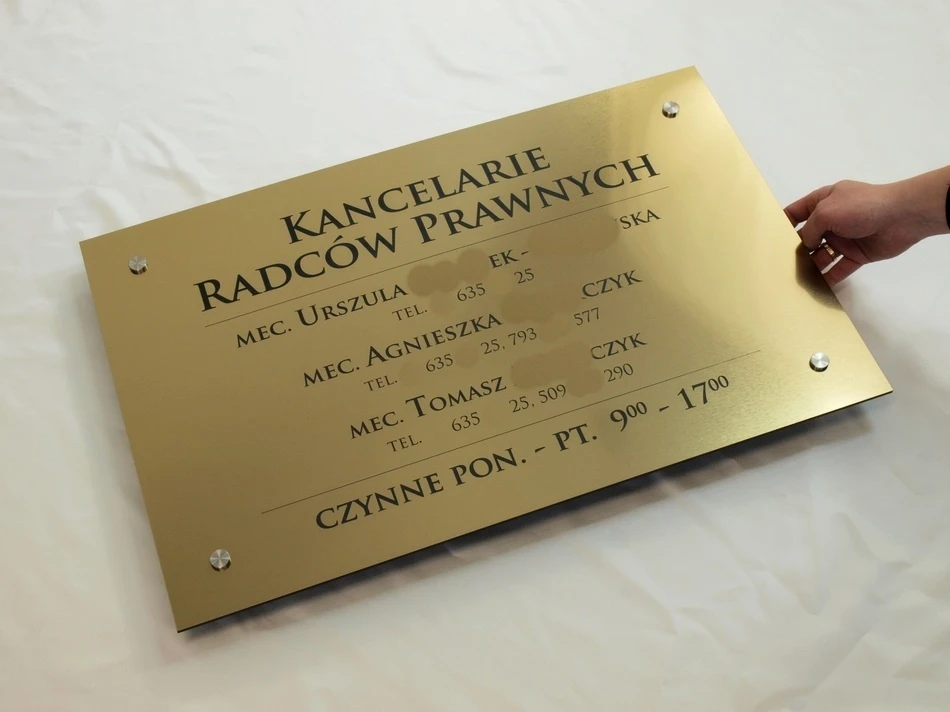 KANCELARIE
RADCÓW PRAWNYCH
MEC. URSZULA EK- SKA
TEL. 635 25
MEC. AGNIESZKA CZYK
TEL. 635 25, 793 577
MEC. TOMASZ CZYK
TEL. 635 25, 509 290
CZYNNE PON. - PT. 9⁰⁰ - 17⁰⁰